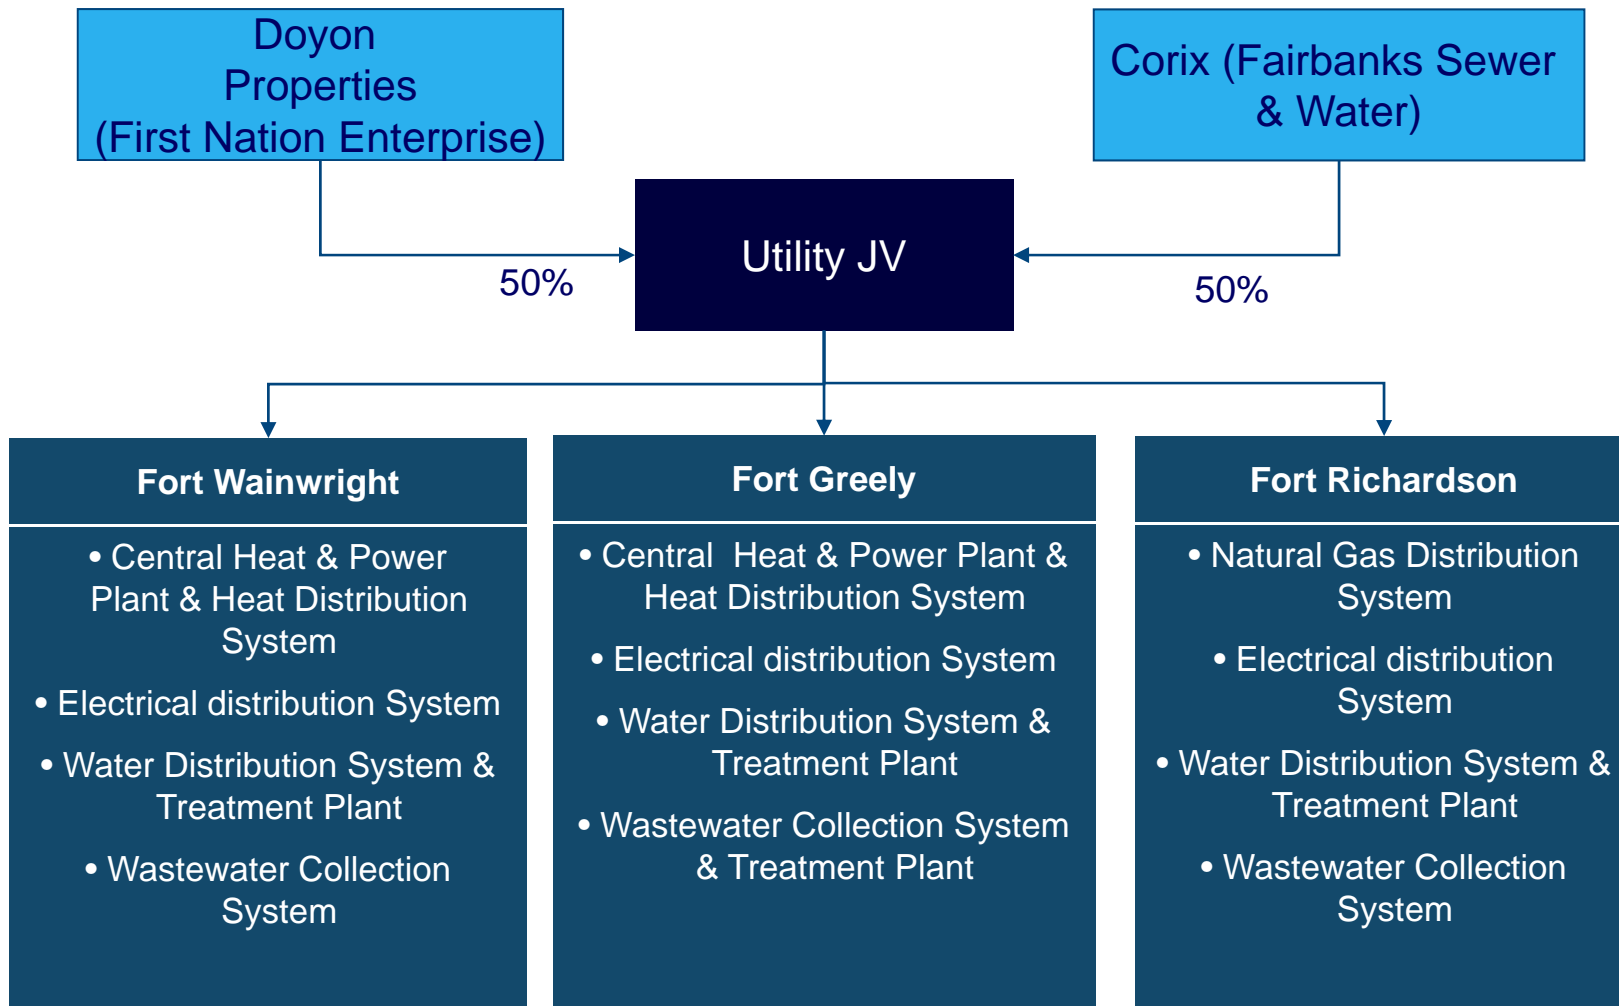 Doyon
Properties
(First Nation Enterprise)
Corix (Fairbanks Sewer
& Water)
Utility JV
50%
50%
Fort Wainwright
• Central Heat & Power
Plant & Heat Distribution
System
• Electrical distribution System
• Water Distribution System &
Treatment Plant
• Wastewater Collection
System
Fort Greely
• Central  Heat & Power Plant &
Heat Distribution System
• Electrical distribution System
• Water Distribution System &
Treatment Plant
• Wastewater Collection System
& Treatment Plant
Fort Richardson
• Natural Gas Distribution
System
• Electrical distribution
System
• Water Distribution System &
Treatment Plant
• Wastewater Collection
System